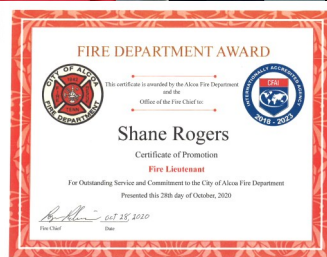 FIRE DEPARTMENT AWARD
CITY OF ALCOA
FIRE DEPARTMENT
This certificate is awarded by the Alcoa Fire Department
and the
Office of the Fire Chief to:
INTERNATIONALLY ACCREDITED AGENCY
CFAI
2018 - 2023
Shane Rogers
Certificate of Promotion
Fire Lieutenant
For Outstanding Service and Commitment to the City of Alcoa Fire Department
Presented this 28th day of October, 2020
OCT 28, 2020
Fire Chief Date